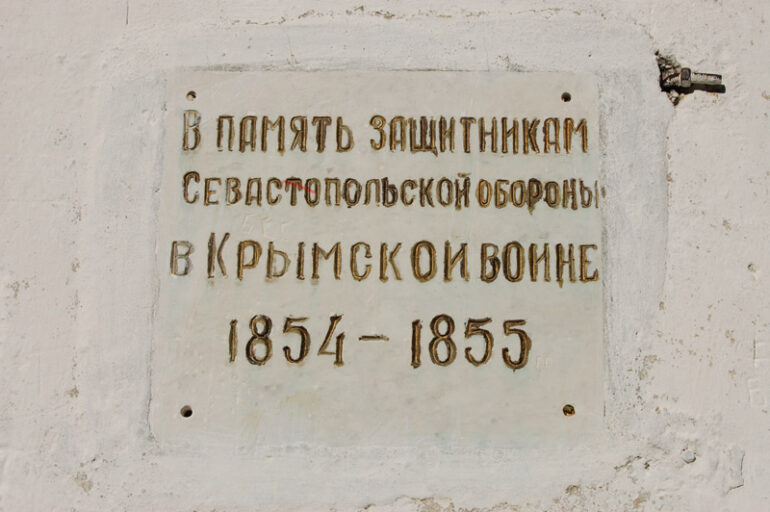 В ПАМЯТЬ ЗАЩИТНИКАМ
СЕВАСТОПОЛЬСКОЙ ОБОРОНЫ
В КРЫМСКОИ ВОИНЕ
1854-1855